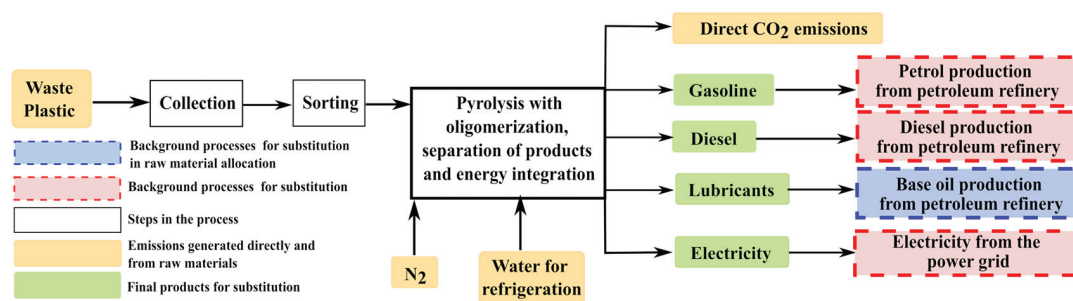 Waste
Plastic
Collection
Sorting
Pyrolysis with
oligomerization,
separation of products
and energy integration
N2
Water for
refrigeration
Direct CO2 emissions
Gasoline
Petrol production
from petroleum refinery
Diesel
Diesel production
from petroleum refinery
Lubricants
Base oil production
from petroleum refinery
Electricity
Electricity from the
power grid
Background processes for substitution
in raw material allocation
Background processes for substitution
Steps in the process
Emissions generated directly and
from raw materials
Final products for substitution